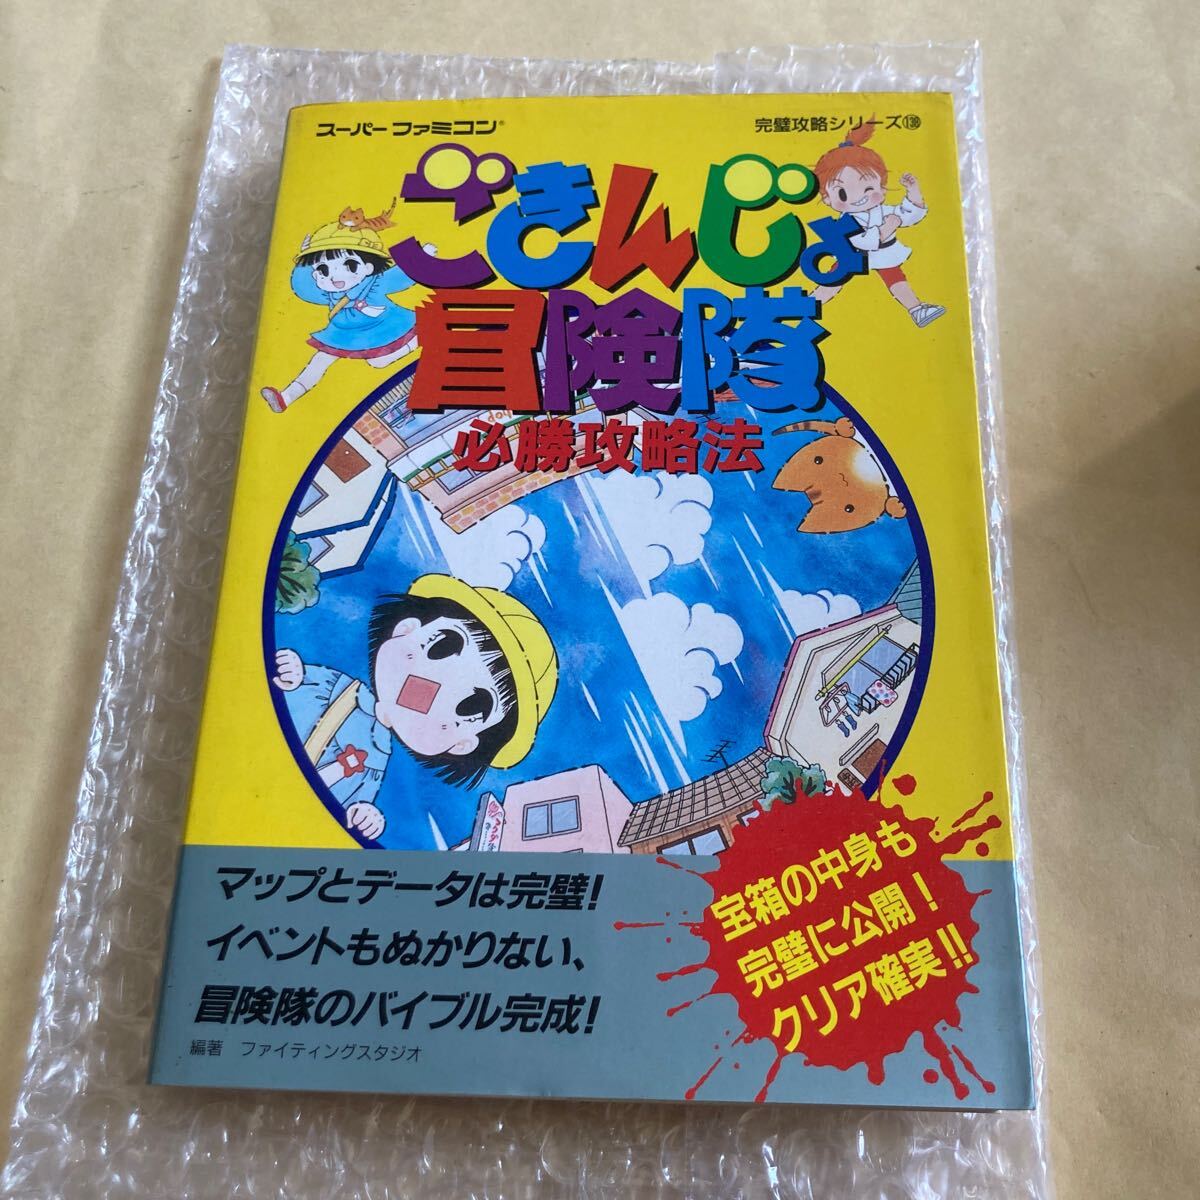 スーパーファミコン®
完璧攻略シリーズ138
ごきんじょ
冒険隊
必勝攻略法
マップとデータは完璧!
イベントもぬかりない、
冒険隊のバイブル完成!
編著 ファイティングスタジオ
宝箱の中身も
完璧に公開!
クリア確実!!